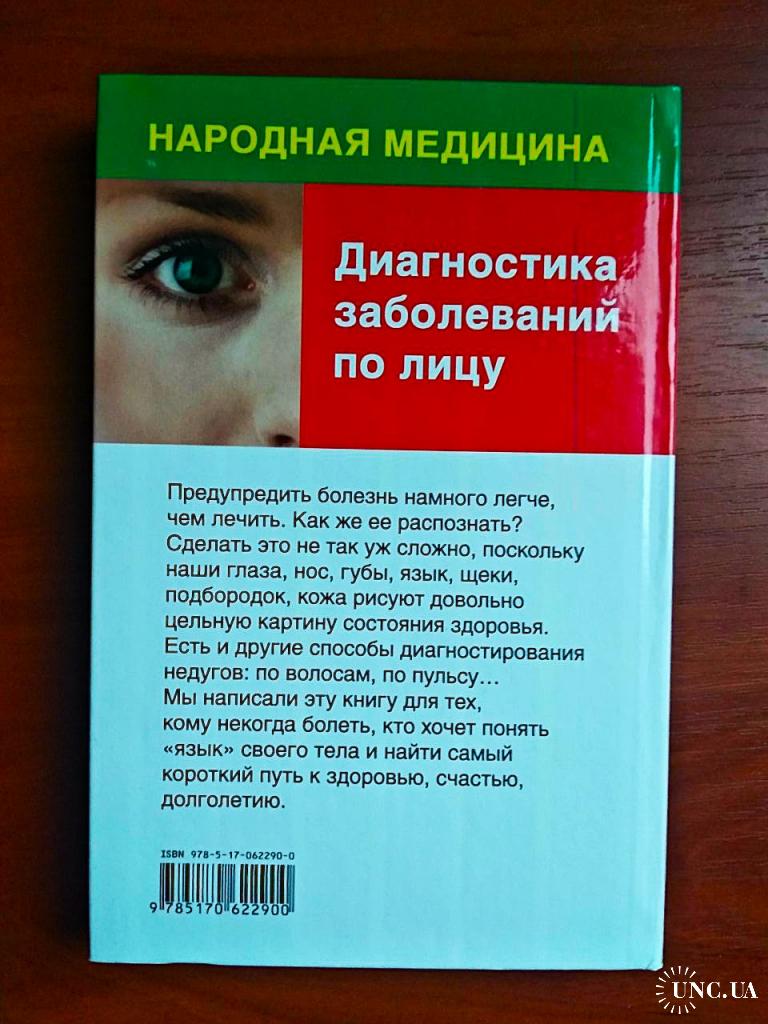 НАРОДНАЯ МЕДИЦИНА
Диагностика
заболеваний
по лицу
Предупредить болезнь намного легче,
чем лечить. Как же ее распознать?
Сделать это не так уж сложно, поскольку
наши глаза, нос, губы, язык, щеки,
подбородок, кожа рисуют довольно
цельную картину состояния здоровья.
Есть и другие способы диагностирования
недугов: по волосам, по пульсу...
Мы написали эту книгу для тех,
кому некогда болеть, кто хочет понять
«язык» своего тела и найти самый
короткий путь к здоровью, счастью,
долголетию.
ISBN 978-5-17-062290-0
9 785170 622900
UNC.UA